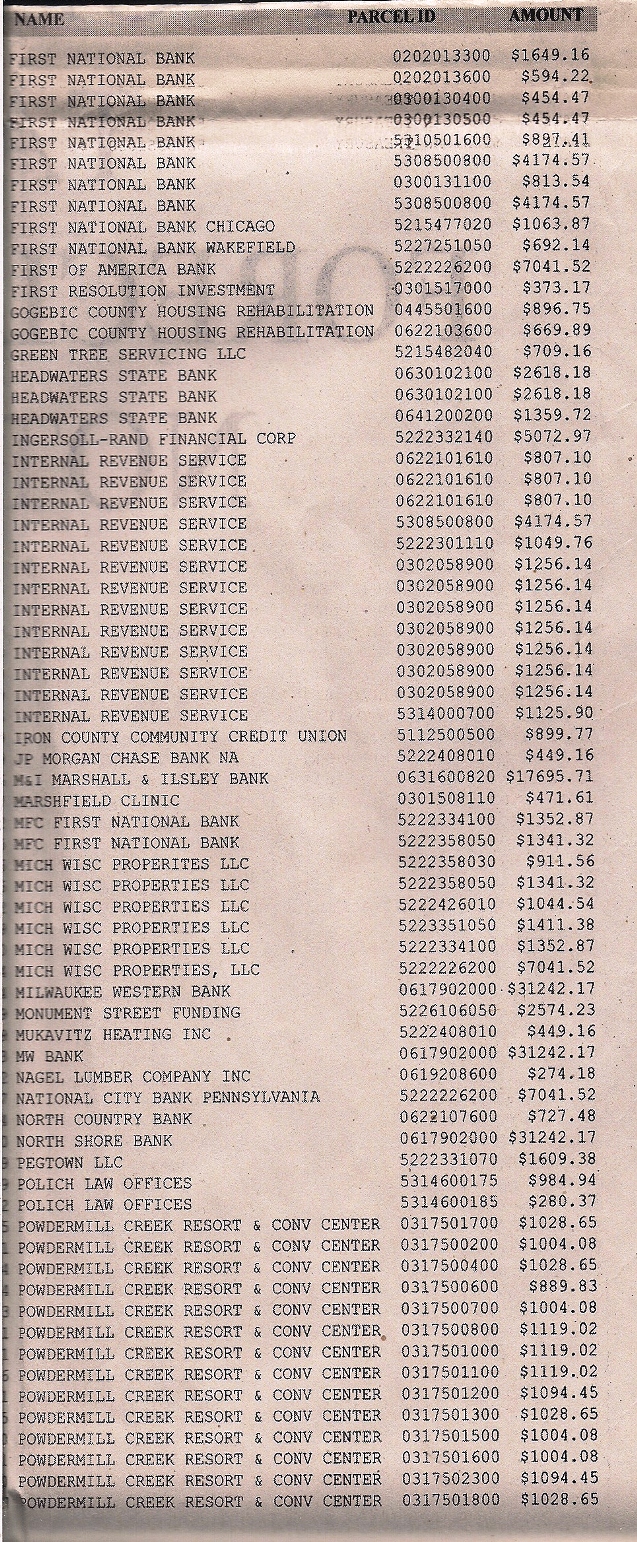 NAME PARCEL ID AMOUNT
FIRST NATIONAL BANK 0202013300 $1649.16
FIRST NATIONAL BANK 0202013600 $594.22
FIRST NATIONAL BANK 0300130400 $454.47
FIRST NATIONAL BANK 0300130500 $454.47
FIRST NATIONAL BANK 5310501600 $897.41
FIRST NATIONAL BANK 5308500800 $4174.57
FIRST NATIONAL BANK 0300131100 $813.54
FIRST NATIONAL BANK 5308500800 $4174.57
FIRST NATIONAL BANK CHICAGO 5215477020 $1063.87
FIRST NATIONAL BANK WAKEFIELD 5227251050 $692.14
FIRST OF AMERICA BANK 5222226200 $7041.52
FIRST RESOLUTION INVESTMENT 0301517000 $373.17
GOGEBIC COUNTY HOUSING REHABILITATION 0445501600 $896.75
GOGEBIC COUNTY HOUSING REHABILITATION 0622103600 $669.89
GREEN TREE SERVICING LLC 5215482040 $709.16
HEADWATERS STATE BANK 0630102100 $2618.18
HEADWATERS STATE BANK 0630102100 $2618.18
HEADWATERS STATE BANK 0641200200 $1359.72
INGERSOLL-RAND FINANCIAL CORP 5222332140 $5072.97
INTERNAL REVENUE SERVICE 0622101610 $807.10
INTERNAL REVENUE SERVICE 0622101610 $807.10
INTERNAL REVENUE SERVICE 0622101610 $807.10
INTERNAL REVENUE SERVICE 5308500800 $4174.57
INTERNAL REVENUE SERVICE 5222301110 $1049.76
INTERNAL REVENUE SERVICE 0302058900 $1256.14
INTERNAL REVENUE SERVICE 0302058900 $1256.14
INTERNAL REVENUE SERVICE 0302058900 $1256.14
INTERNAL REVENUE SERVICE 0302058900 $1256.14
INTERNAL REVENUE SERVICE 0302058900 $1256.14
INTERNAL REVENUE SERVICE 0302058900 $1256.14
INTERNAL REVENUE SERVICE 0302058900 $1256.14
INTERNAL REVENUE SERVICE 5314000700 $1125.90
IRON COUNTY COMMUNITY CREDIT UNION 5112500500 $899.77
JP MORGAN CHASE BANK NA 5222408010 $449.16
M&I MARSHALL & ILSLEY BANK 0631600820 $17695.71
MARSHFIELD CLINIC 0301508110 $471.61
MFC FIRST NATIONAL BANK 5222334100 $1352.87
MFC FIRST NATIONAL BANK 5222358050 $1341.32
MICH WISC PROPERITES LLC 5222358030 $911.56
MICH WISC PROPERTIES LLC 5222358050 $1341.32
MICH WISC PROPERTIES LLC 5222426010 $1044.54
MICH WISC PROPERTIES LLC 5223351050 $1411.38
MICH WISC PROPERTIES LLC 5222334100 $1352.87
MICH WISC PROPERTIES, LLC 5222226200 $7041.52
MILWAUKEE WESTERN BANK 0617902000 $31242.17
MONUMENT STREET FUNDING 5226106050 $2574.23
MUKAVITZ HEATING INC 5222408010 $449.16
MW BANK 0617902000 $31242.17
NAGEL LUMBER COMPANY INC 0619208600 $274.18
NATIONAL CITY BANK PENNSYLVANIA 5222226200 $7041.52
NORTH COUNTRY BANK 0622107600 $727.48
NORTH SHORE BANK 0617902000 $31242.17
PEGTOWN LLC 5222331070 $1609.38
POLICH LAW OFFICES 5314600175 $984.94
POLICH LAW OFFICES 5314600185 $280.37
POWDERMILL CREEK RESORT & CONV CENTER 0317501700 $1028.65
POWDERMILL CREEK RESORT & CONV CENTER 0317500200 $1004.08
POWDERMILL CREEK RESORT & CONV CENTER 0317500400 $1028.65
POWDERMILL CREEK RESORT & CONV CENTER 0317500600 $889.83
POWDERMILL CREEK RESORT & CONV CENTER 0317500700 $1004.08
POWDERMILL CREEK RESORT & CONV CENTER 0317500800 $1119.02
POWDERMILL CREEK RESORT & CONV CENTER 0317501000 $1119.02
POWDERMILL CREEK RESORT & CONV CENTER 0317501100 $1119.02
POWDERMILL CREEK RESORT & CONV CENTER 0317501200 $1094.45
POWDERMILL CREEK RESORT & CONV CENTER 0317501300 $1028.65
POWDERMILL CREEK RESORT & CONV CENTER 0317501500 $1004.08
POWDERMILL CREEK RESORT & CONV CENTER 0317501600 $1004.08
POWDERMILL CREEK RESORT & CONV CENTER 0317502300 $1094.45
POWDERMILL CREEK RESORT & CONV CENTER 0317501800 $1028.65